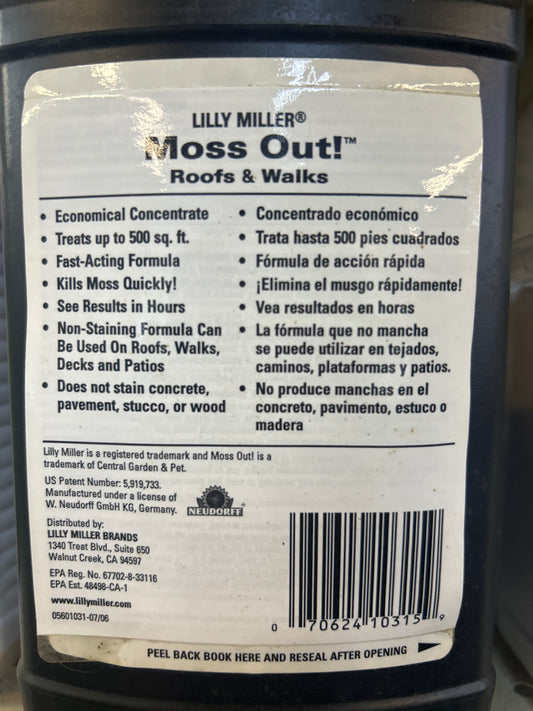 LILLY MILLER®
Moss Out!™
Roofs & Walks
• Economical Concentrate
• Treats up to 500 sq. ft.
• Fast-Acting Formula
• Kills Moss Quickly!
• See Results in Hours
• Non-Staining Formula Can
Be Used On Roofs, Walks,
Decks and Patios
• Does not stain concrete,
pavement, stucco, or wood
• Concentrado económico
• Trata hasta 500 pies cuadrados
• Fórmula de acción rápida
• ¡Elimina el musgo rápidamente!
• Vea resultados en horas
• La fórmula que no mancha
se puede utilizar en tejados,
caminos, plataformas y patios.
• No produce manchas en el
concreto, pavimento, estuco o
madera
Lilly Miller is a registered trademark and Moss Out! is a
trademark of Central Garden & Pet.
US Patent Number: 5,919,733.
Manufactured under a license of
W. Neudorff GmbH KG, Germany.
NEUDORFF
Distributed by:
LILLY MILLER BRANDS
1340 Treat Blvd., Suite 650
Walnut Creek, CA 94597
EPA Reg. No. 67702-8-33116
EPA Est. 48498-CA-1
www.lillymiller.com
05601031-07/06
0 70624 10315 9
PEEL BACK BOOK HERE AND RESEAL AFTER OPENING